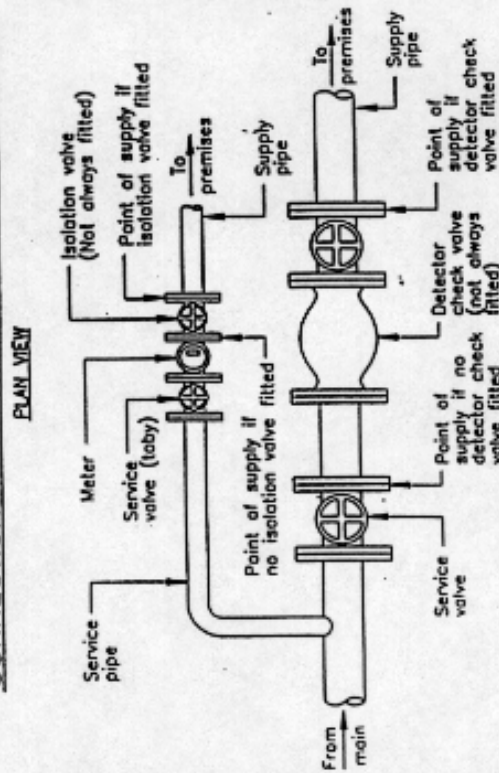 PLAN VIEW
Isolation valve
(Not always fitted)
Point of supply if
isolation valve fitted
To
premises
Supply
pipe
Meter
Service
valve (toby)
Point of supply if
no isolation valve fitted
Service
pipe
To
premises
Supply
pipe
Point of
supply if
detector check
valve fitted
Detector
check valve
(not always
fitted)
Point of
supply if no
detector check
valve fitted
Service
valve
From
main